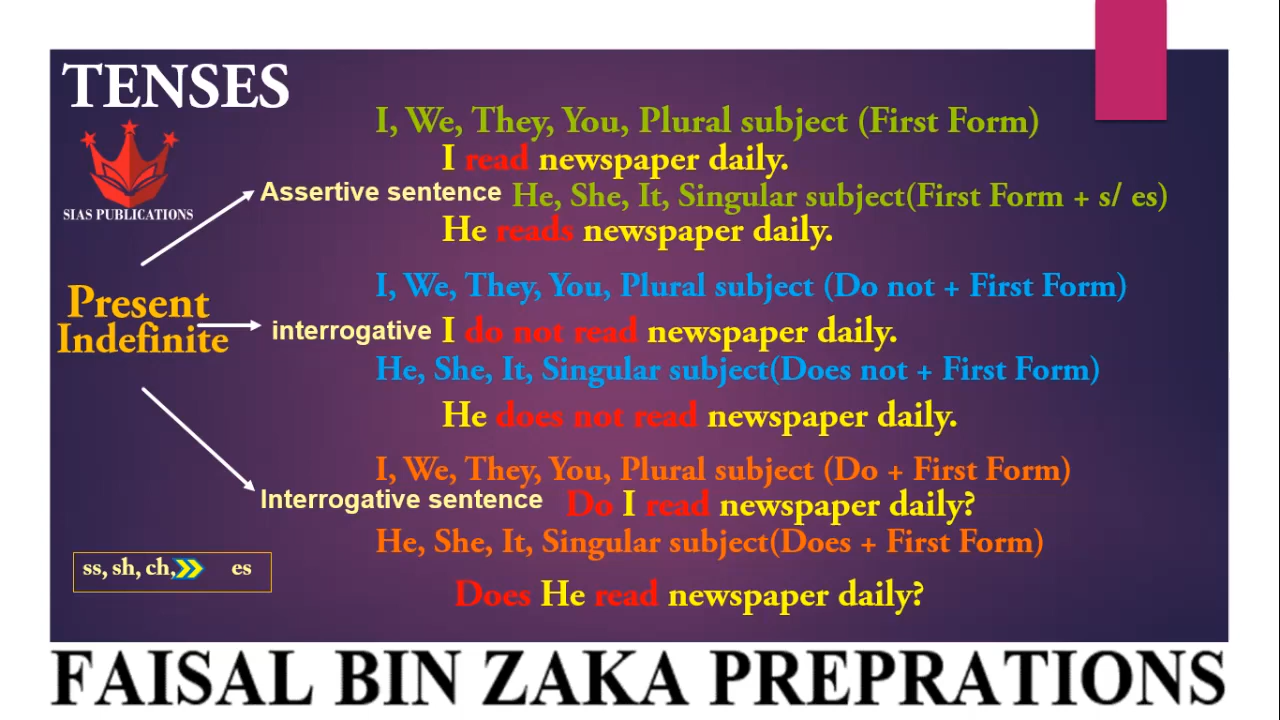 TENSES
I, We, They, You, Plural subject (First Form)
I read newspaper daily.
SIAS PUBLICATIONS
Assertive sentence He, She, It, Singular subject(First Form + s/ es)
He reads newspaper daily.
I, We, They, You, Plural subject (Do not + First Form)
Present
Indefinite
interrogative I do not read newspaper daily.
He, She, It, Singular subject(Does not + First Form)
He does not read newspaper daily.
I, We, They, You, Plural subject (Do + First Form)
Interrogative sentence Do I read newspaper daily?
He, She, It, Singular subject(Does + First Form)
ss, sh, ch, es
Does He read newspaper daily?
FAISAL BIN ZAKA PREPRATIONS